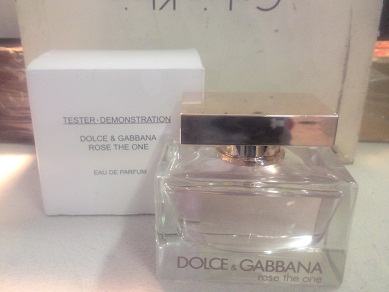 TESTER-DEMONSTRATION
DOLCE & GABBANA
ROSE THE ONE
EAU DE PARFUM
DOLCE & GABBANA
rose the one